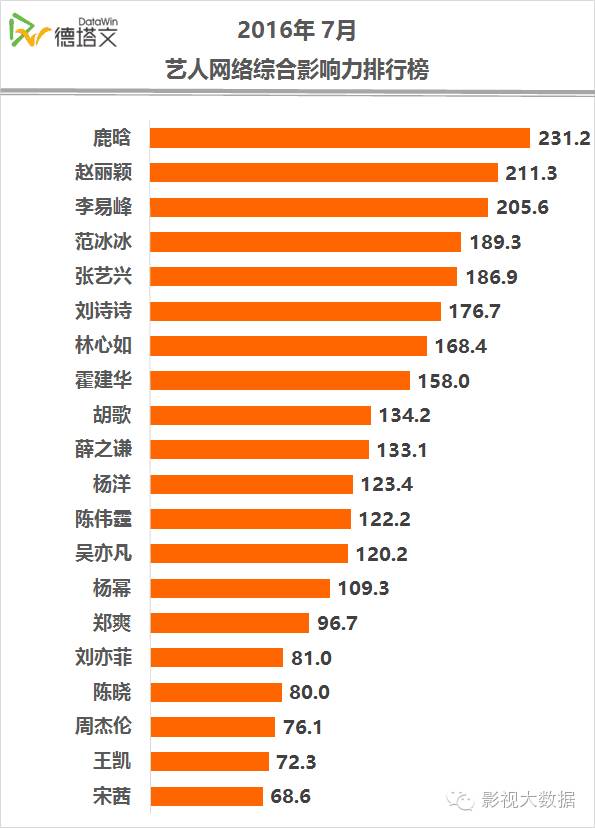 DataWin
德塔文
2016年 7月
艺人网络综合影响力排行榜
鹿晗 231.2
赵丽颖 211.3
李易峰 205.6
范冰冰 189.3
张艺兴 186.9
刘诗诗 176.7
林心如 168.4
霍建华 158.0
胡歌 134.2
薛之谦 133.1
杨洋 123.4
陈伟霆 122.2
吴亦凡 120.2
杨幂 109.3
郑爽 96.7
刘亦菲 81.0
陈晓 80.0
周杰伦 76.1
王凯 72.3
宋茜 68.6
影视大数据